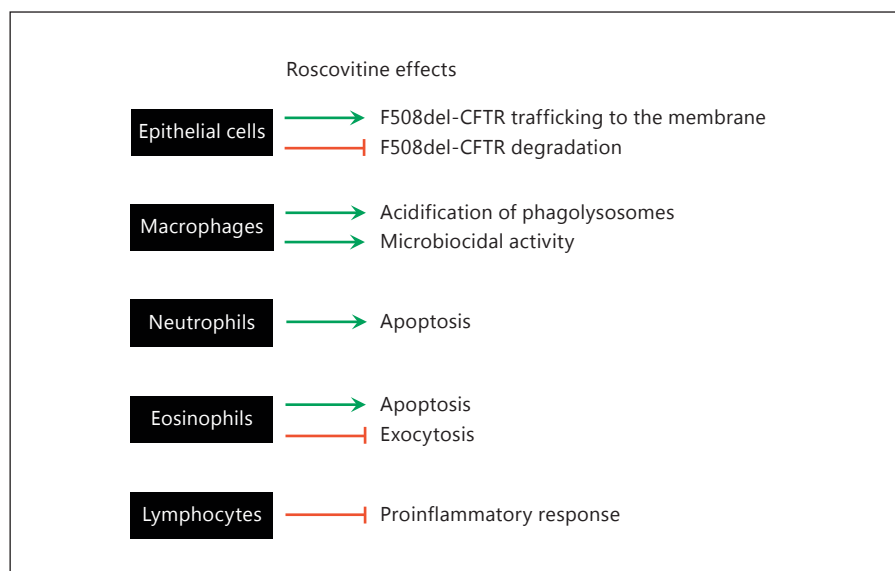 Roscovitine effects
Epithelial cells
F508del-CFTR trafficking to the membrane
F508del-CFTR degradation
Macrophages
Acidification of phagolysosomes
Microbiocidal activity
Neutrophils
Apoptosis
Eosinophils
Apoptosis
Exocytosis
Lymphocytes
Proinflammatory response